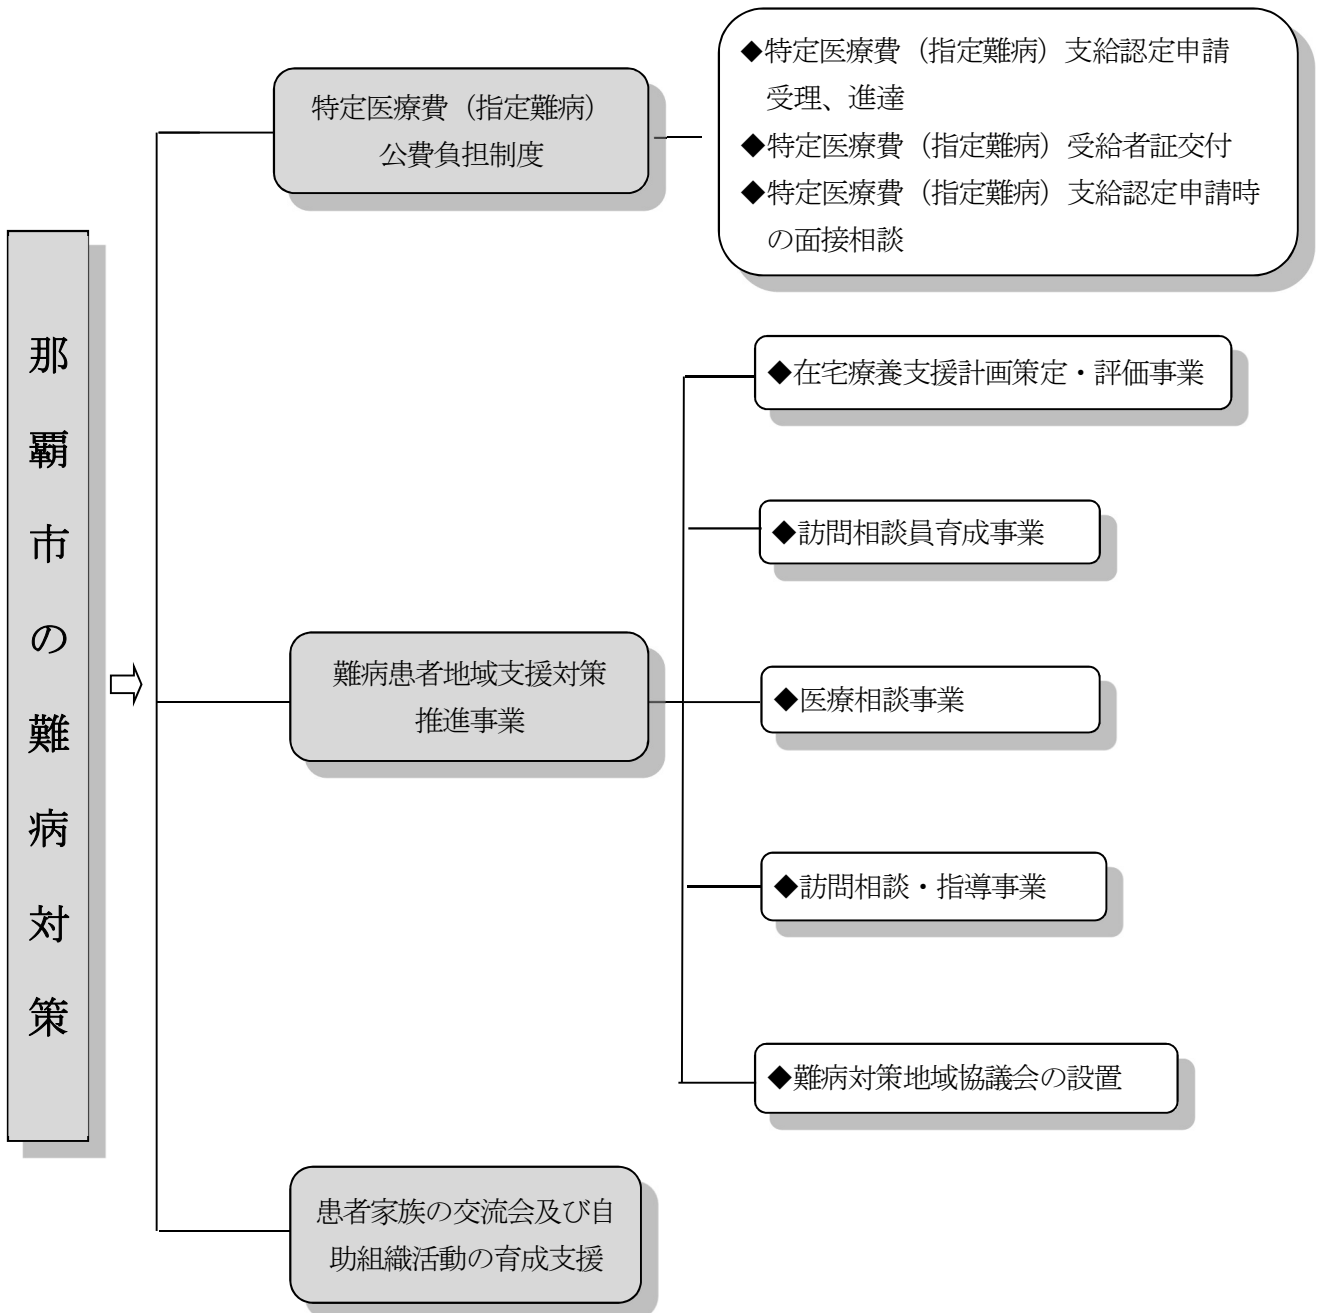 那覇市の難病対策
特定医療費（指定難病）
公費負担制度
◆特定医療費（指定難病）支給認定申請
受理、進達
◆特定医療費（指定難病）受給者証交付
◆特定医療費（指定難病）支給認定申請時
の面接相談
難病患者地域支援対策
推進事業
◆在宅療養支援計画策定・評価事業
◆訪問相談員育成事業
◆医療相談事業
◆訪問相談・指導事業
◆難病対策地域協議会の設置
患者家族の交流会及び自
助組織活動の育成支援